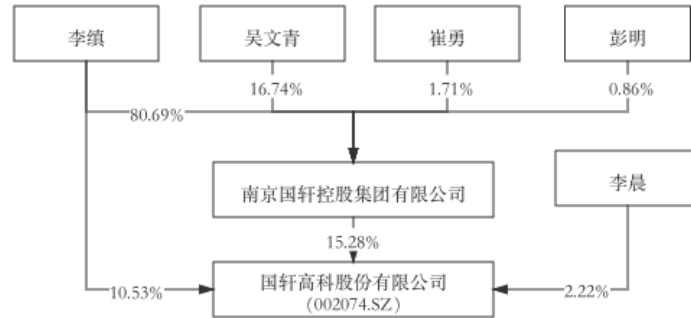 李缜
吴文青
崔勇
彭明
16.74%
1.71%
0.86%
80.69%
南京国轩控股集团有限公司
李晨
15.28%
国轩高科股份有限公司
(002074.SZ)
10.53%
2.22%